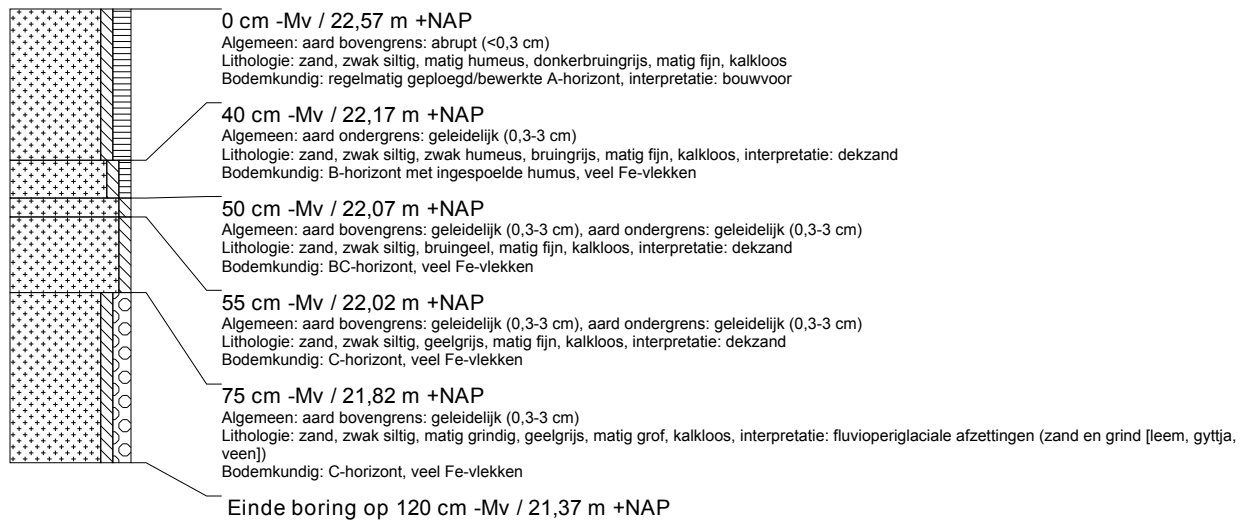 0 cm -Mv / 22,57 m +NAP
Algemeen: aard bovengrens: abrupt (<0,3 cm)
Lithologie: zand, zwak siltig, matig humeus, donkerbruingrijs, matig fijn, kalkloos
Bodemkundig: regelmatig geploegd/bewerkte A-horizont, interpretatie: bouwvoor
40 cm -Mv / 22,17 m +NAP
Algemeen: aard ondergrens: geleidelijk (0,3-3 cm)
Lithologie: zand, zwak siltig, zwak humeus, bruingrijs, matig fijn, kalkloos, interpretatie: dekzand
Bodemkundig: B-horizont met ingespoelde humus, veel Fe-vlekken
50 cm -Mv / 22,07 m +NAP
Algemeen: aard bovengrens: geleidelijk (0,3-3 cm), aard ondergrens: geleidelijk (0,3-3 cm)
Lithologie: zand, zwak siltig, bruingeel, matig fijn, kalkloos, interpretatie: dekzand
Bodemkundig: BC-horizont, veel Fe-vlekken
55 cm -Mv / 22,02 m +NAP
Algemeen: aard bovengrens: geleidelijk (0,3-3 cm), aard ondergrens: geleidelijk (0,3-3 cm)
Lithologie: zand, zwak siltig, geelgrijs, matig fijn, kalkloos, interpretatie: dekzand
Bodemkundig: C-horizont, veel Fe-vlekken
75 cm -Mv / 21,82 m +NAP
Algemeen: aard bovengrens: geleidelijk (0,3-3 cm)
Lithologie: zand, zwak siltig, matig grindig, geelgrijs, matig grof, kalkloos, interpretatie: fluvioperiglaciale afzettingen (zand en grind [leem, gyttja,
veen])
Bodemkundig: C-horizont, veel Fe-vlekken
Einde boring op 120 cm -Mv / 21,37 m +NAP